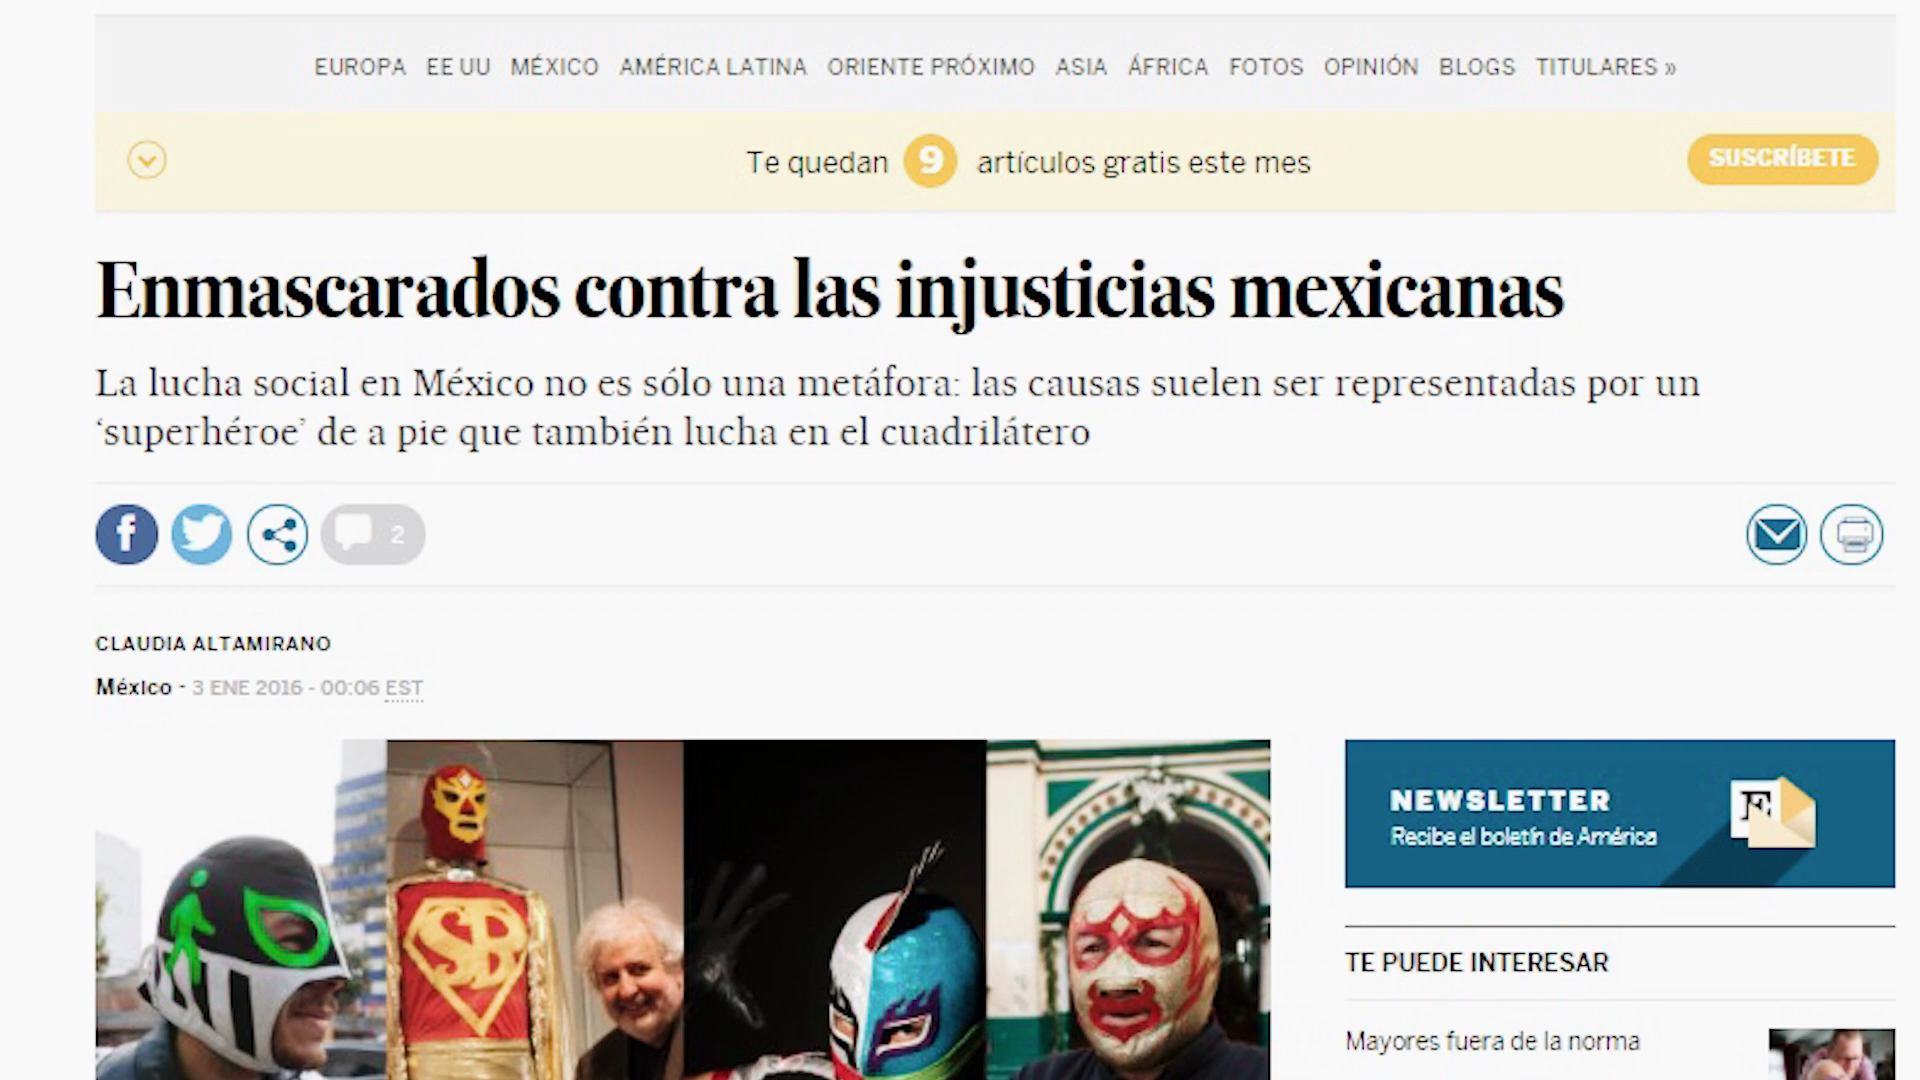 EUROPA EE UU MÉXICO AMÉRICA LATINA ORIENTE PRÓXIMO ASIA ÁFRICA FOTOS OPINIÓN BLOGS TITULARES »
Te quedan 9 artículos gratis este mes
SUSCRÍBETE
Enmascarados contra las injusticias mexicanas
La lucha social en México no es sólo una metáfora: las causas suelen ser representadas por un
‘superhéroe’ de a pie que también lucha en el cuadrilátero
f
2
CLAUDIA ALTAMIRANO
México - 3 ENE 2016 - 00:06 EST
SB
NEWSLETTER
Recibe el boletín de América
E
TE PUEDE INTERESAR
Mayores fuera de la norma